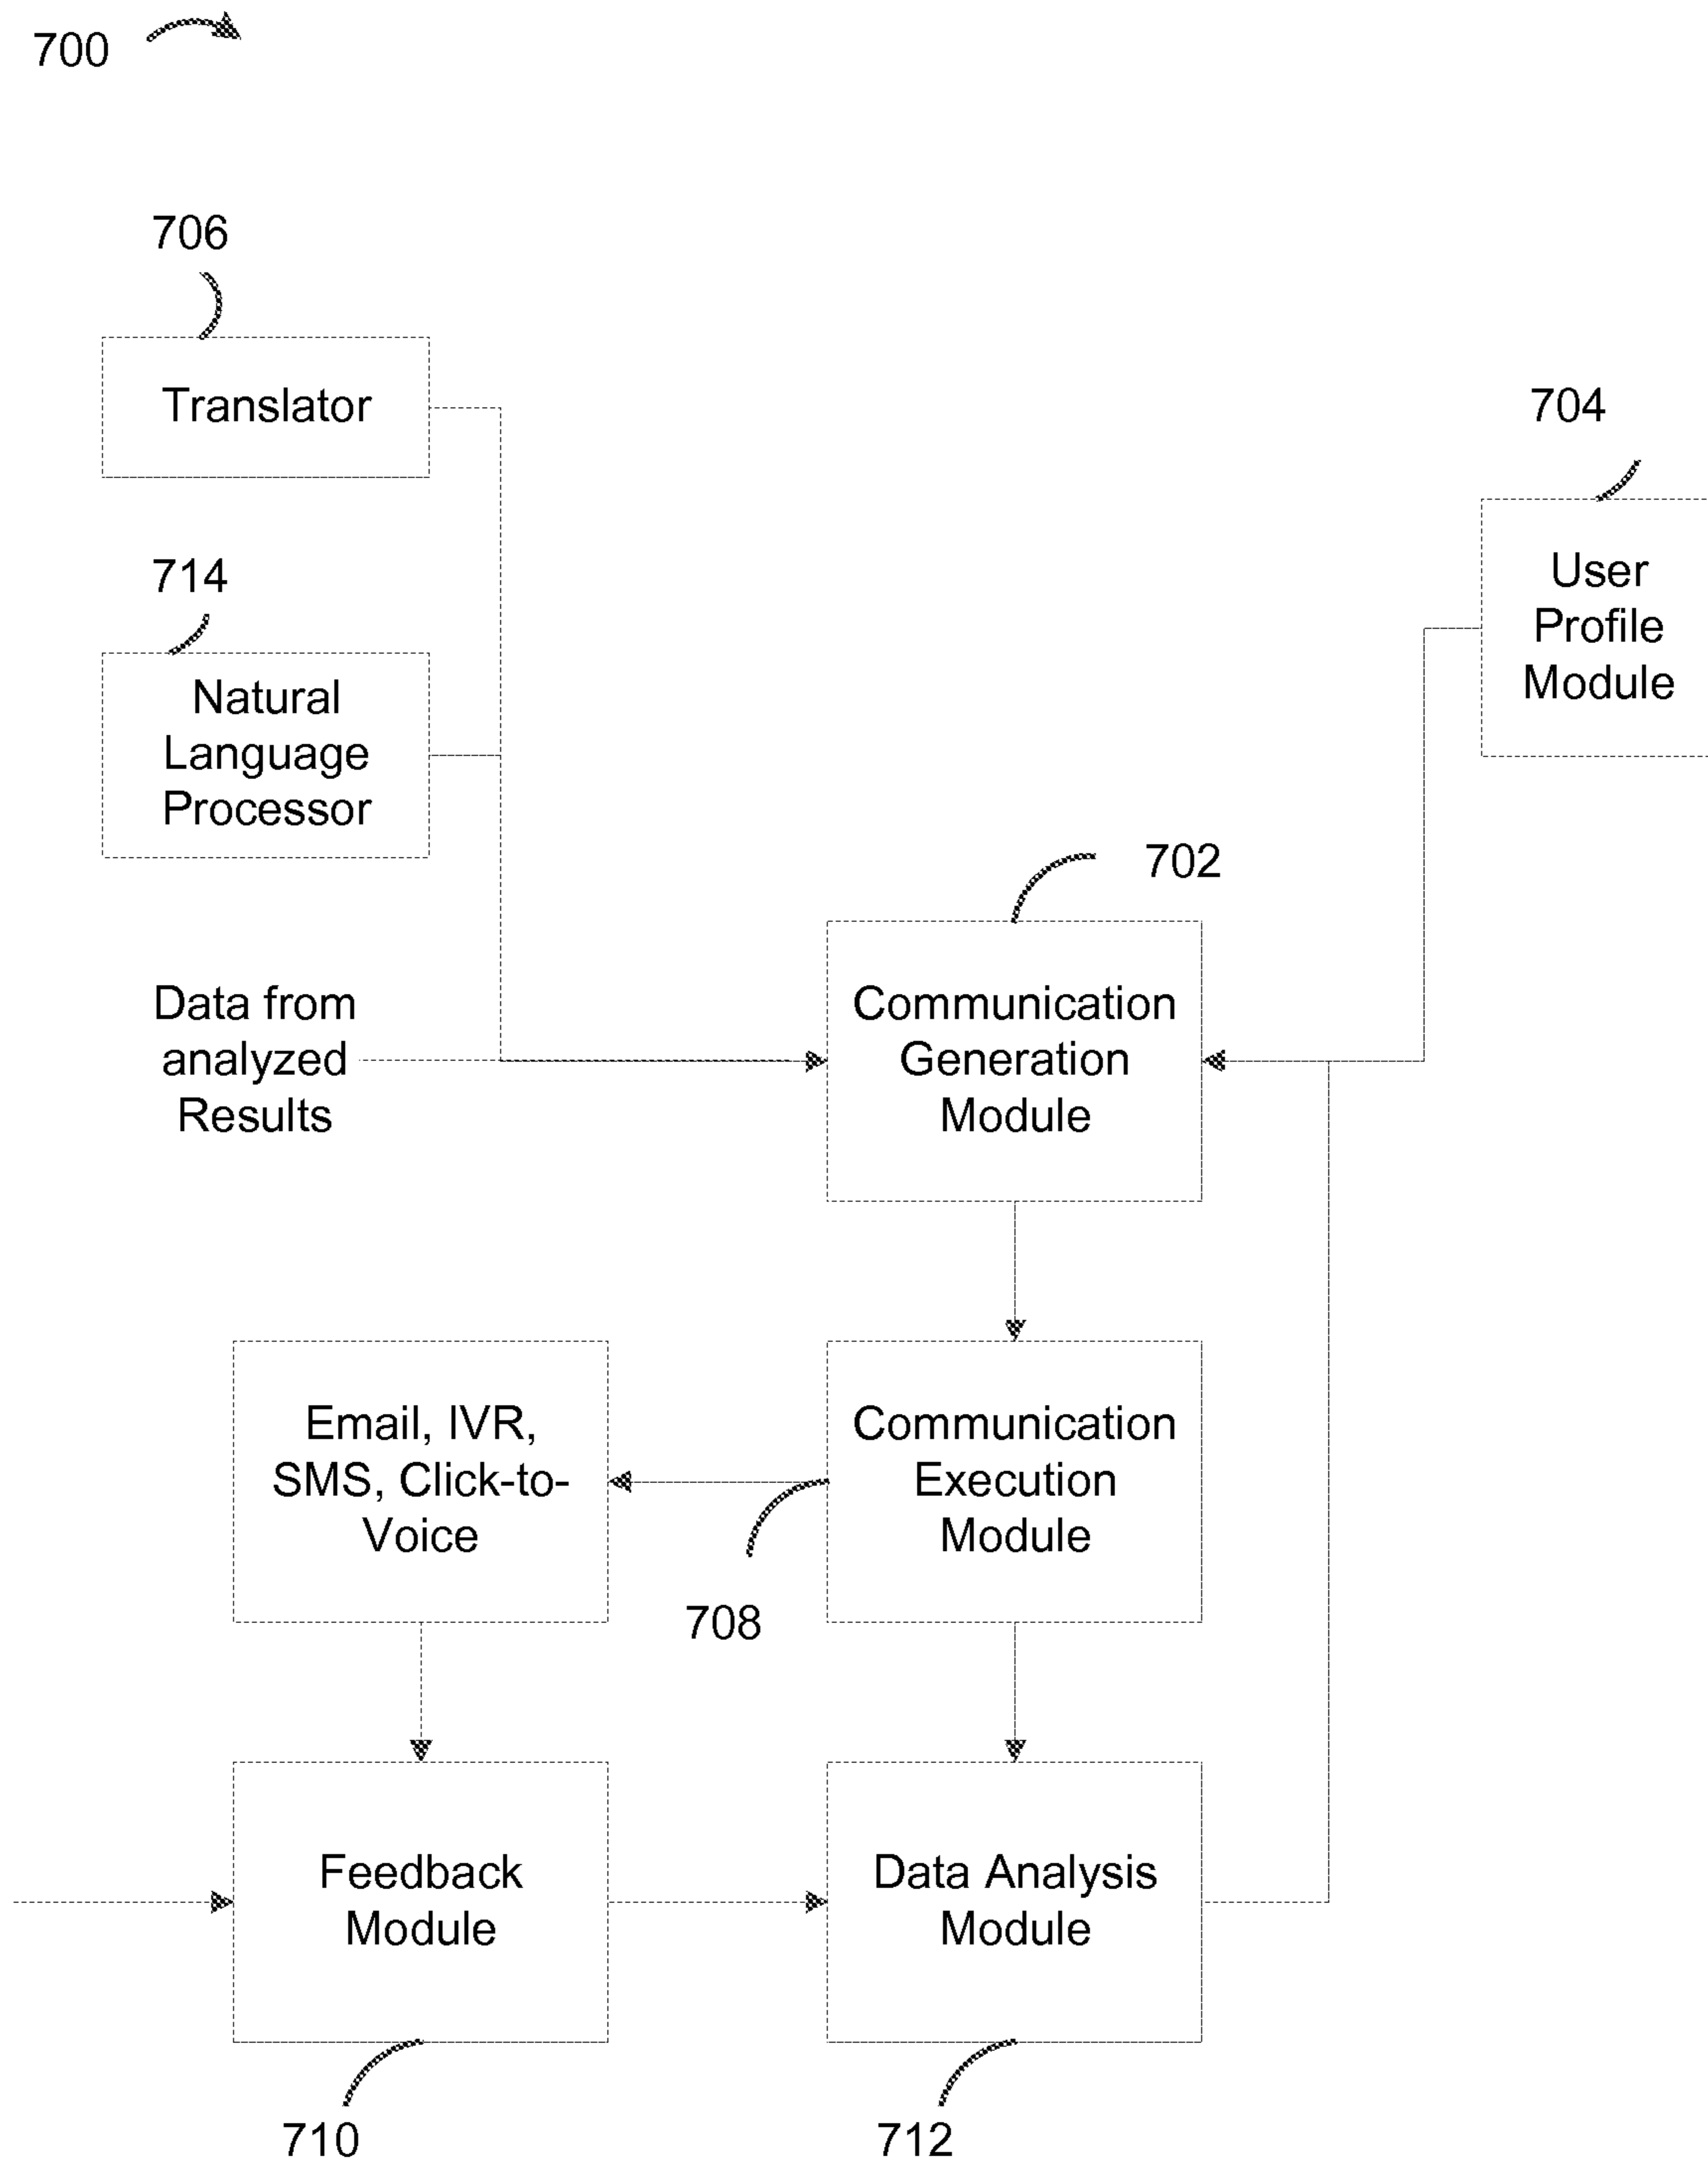 700
706
Translator
704
714
User
Profile
Module
Natural
Language
Processor
702
Data from
analyzed
Results
Communication
Generation
Module
Email, IVR,
SMS, Click-to-
Voice
Communication
Execution
Module
708
Feedback
Module
Data Analysis
Module
710
712